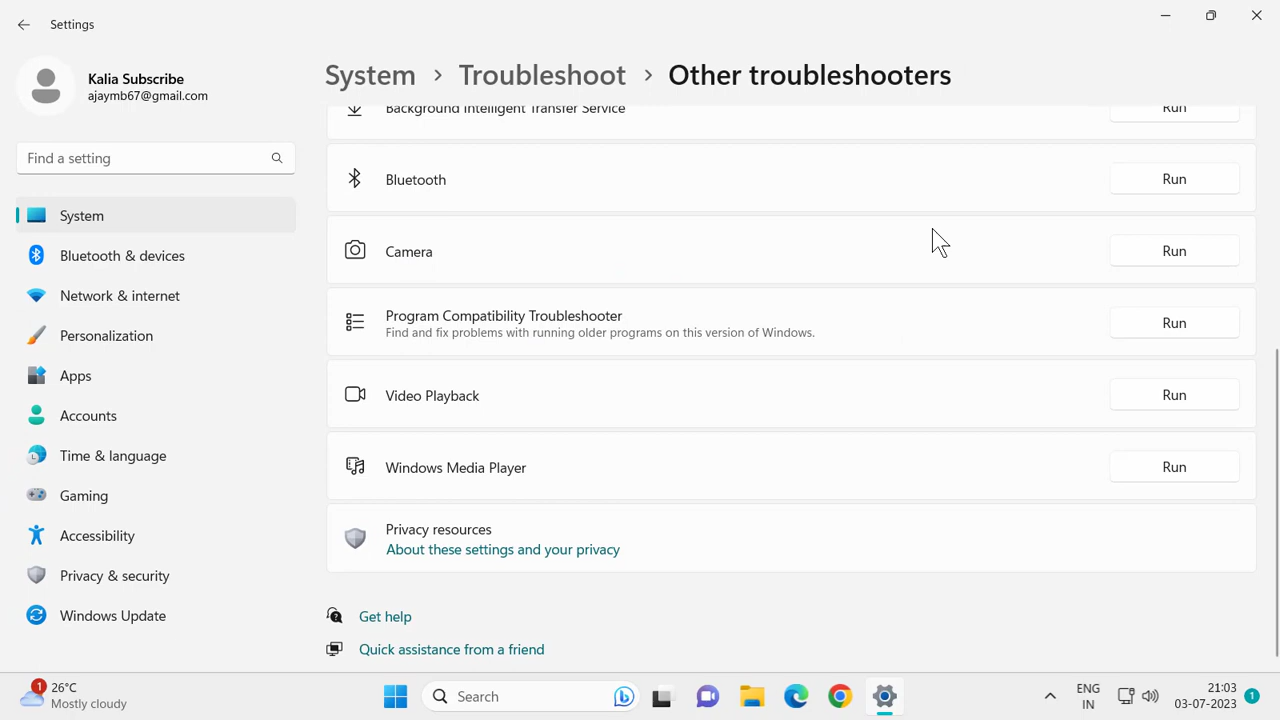 Settings
Kalia Subscribe
ajaymb67@gmail.com
Find a setting
System
Bluetooth & devices
Network & internet
Personalization
Apps
Accounts
Time & language
Gaming
Accessibility
Privacy & security
Windows Update
System > Troubleshoot > Other troubleshooters
Background Intelligent Transfer Service Run
Bluetooth Run
Camera Run
Program Compatibility Troubleshooter
Find and fix problems with running older programs on this version of Windows.
Run
Video Playback Run
Windows Media Player Run
Privacy resources
About these settings and your privacy
Get help
Quick assistance from a friend
1
26°C
Mostly cloudy
Search
ENG
IN
21:03
03-07-2023
1